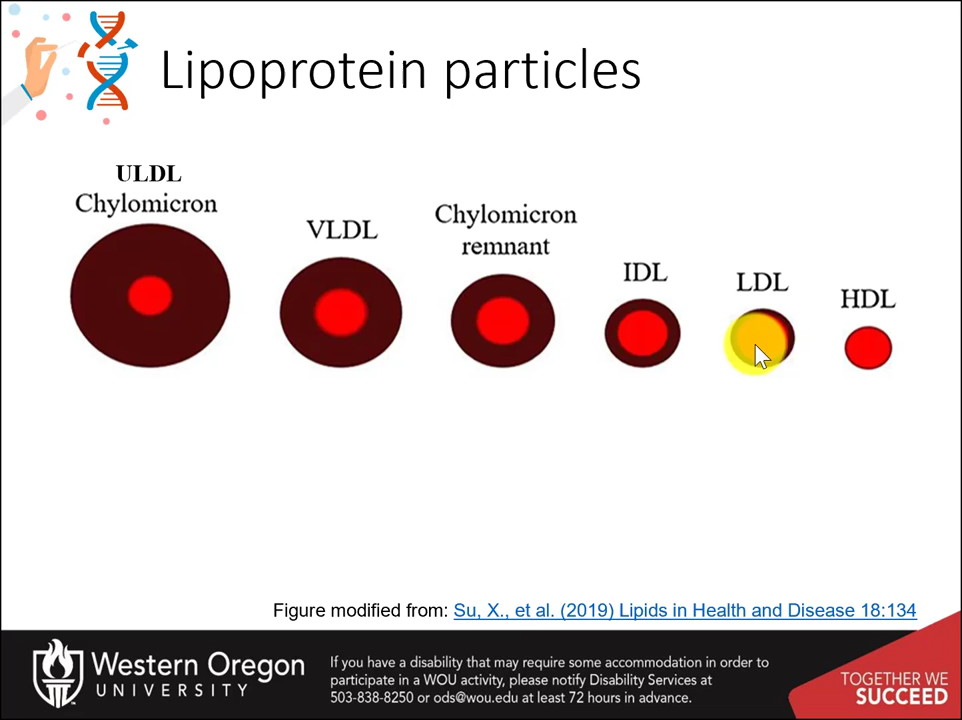 Lipoprotein particles
ULDL
Chylomicron
VLDL
Chylomicron
remnant
IDL
LDL
HDL
Figure modified from: Su, X., et al. (2019) Lipids in Health and Disease 18:134
Western Oregon
UNIVERSITY
If you have a disability that may require some accommodation in order to
participate in a WOU activity, please notify Disability Services at
503-838-8250 or ods@wou.edu at least 72 hours in advance.
TOGETHER WE
SUCCEED